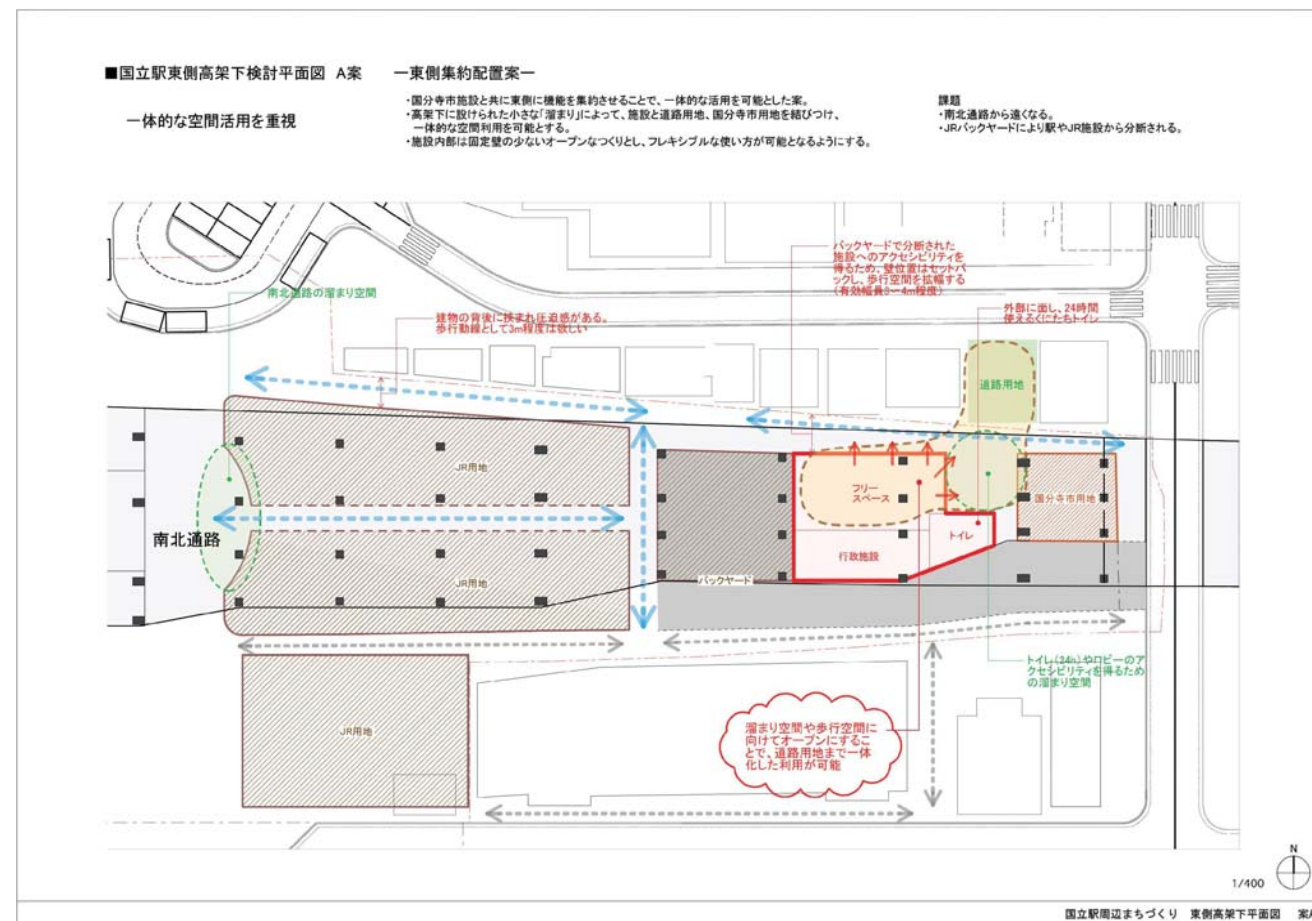 ■国立駅東側高架下検討平面図 A案
―東側集約配置案―
一体的な空間活用を重視
・国分寺市施設と共に東側に機能を集約させることで、一体的な活用を可能とした案。
・高架下に設けられた小さな「溜まり」によって、施設と道路用地、国分寺市用地を結びつけ、
一体的な空間利用を可能とする。
・施設内部は固定壁の少ないオープンなつくりとし、フレキシブルな使い方が可能となるようにする。
課題
・南北通路から遠くなる。
・JRバックヤードにより駅やJR施設から分断される。
バックヤードで分断された
施設へのアクセシビリティを
得るため、壁位置はセットバ
ックし、歩行空間を拡幅する
(有効幅員3~4m程度)
南北通路の溜まり空間
建物の背後に挟まれ圧迫感がある。
歩行動線として3m程度は欲しい
外部に面し、24時間
使えるくにたちトイレ
道路用地
JR用地
フリー
スペース
国分寺市用地
南北通路
トイレ
行政施設
JR用地
バックヤード
トイレ(24h)やロビーのア
クセシビリティを得るため
の溜まり空間
JR用地
溜まり空間や歩行空間に
向けてオープンにするこ
とで、道路用地まで一体
化した利用が可能
N
1/400
国立駅周辺まちづくり 東側高架下平面図 案